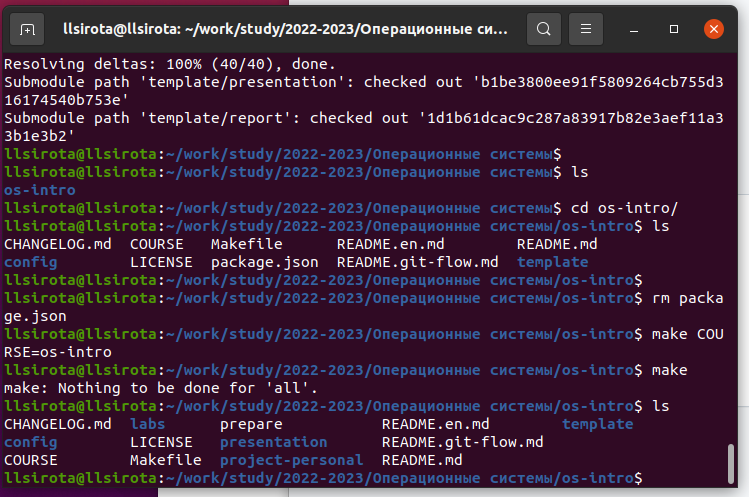 llsirota@llsirota: ~/work/study/2022-2023/Операционные си...
Resolving deltas: 100% (40/40), done.
Submodule path 'template/presentation': checked out 'b1be3800ee91f5809264cb755d3
16174540b753e'
Submodule path 'template/report': checked out '1d1b61dcac9c287a83917b82e3aef11a3
3b1e3b2'
llsirota@llsirota:~/work/study/2022-2023/Операционные системы$
llsirota@llsirota:~/work/study/2022-2023/Операционные системы$ ls
os-intro
llsirota@llsirota:~/work/study/2022-2023/Операционные системы$ cd os-intro/
llsirota@llsirota:~/work/study/2022-2023/Операционные системы/os-intro$ ls
CHANGELOG.md  COURSE   Makefile      README.en.md        README.md
config        LICENSE  package.json  README.git-flow.md  template
llsirota@llsirota:~/work/study/2022-2023/Операционные системы/os-intro$
llsirota@llsirota:~/work/study/2022-2023/Операционные системы/os-intro$ rm packa
ge.json
llsirota@llsirota:~/work/study/2022-2023/Операционные системы/os-intro$ make COU
RSE=os-intro
llsirota@llsirota:~/work/study/2022-2023/Операционные системы/os-intro$ make
make: Nothing to be done for 'all'.
llsirota@llsirota:~/work/study/2022-2023/Операционные системы/os-intro$ ls
CHANGELOG.md  labs      prepare           README.en.md        template
config        LICENSE   presentation      README.git-flow.md
COURSE        Makefile  project-personal  README.md
llsirota@llsirota:~/work/study/2022-2023/Операционные системы/os-intro$